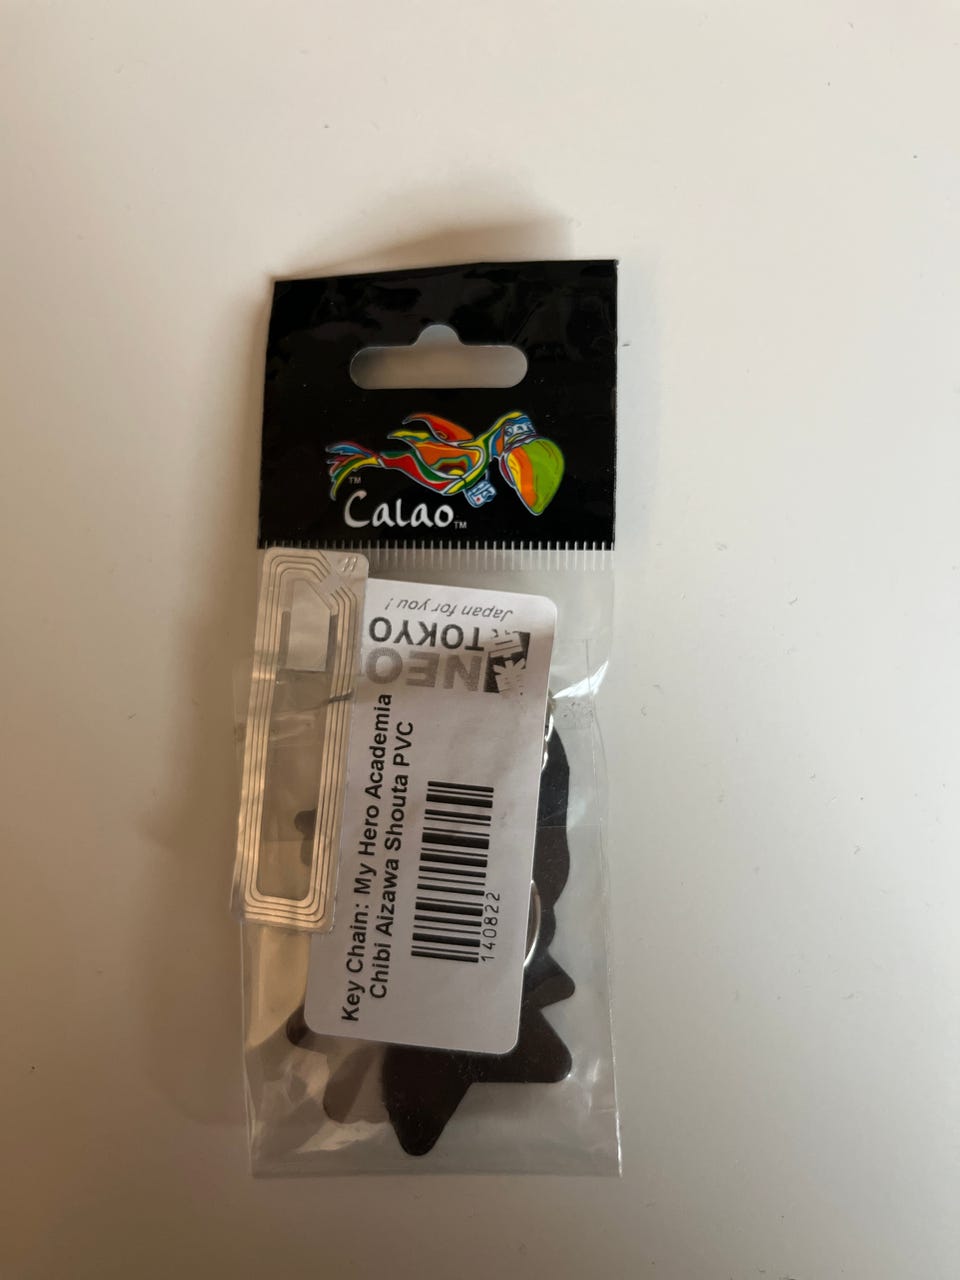 Calao
NEO
TOKYO
Japan for you !
Key Chain: My Hero Academia
Chibi Aizawa Shouta PVC
140822